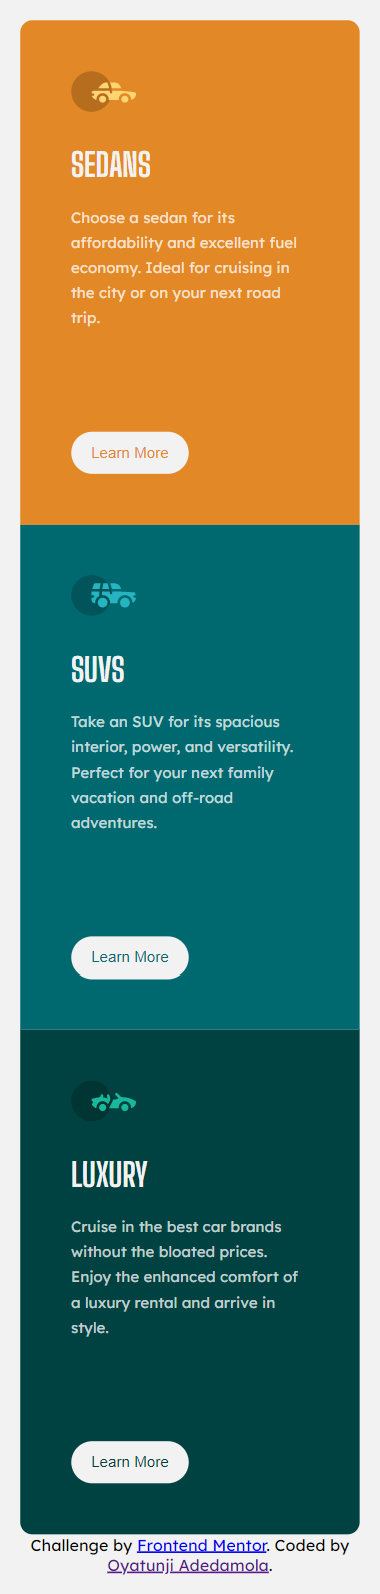 SEDANS
Choose a sedan for its
affordability and excellent fuel
economy. Ideal for cruising in
the city or on your next road
trip.
Learn More
SUVS
Take an SUV for its spacious
interior, power, and versatility.
Perfect for your next family
vacation and off-road
adventures.
Learn More
LUXURY
Cruise in the best car brands
without the bloated prices.
Enjoy the enhanced comfort of
a luxury rental and arrive in
style.
Learn More
Challenge by Frontend Mentor. Coded by
Oyatunji Adedamola.